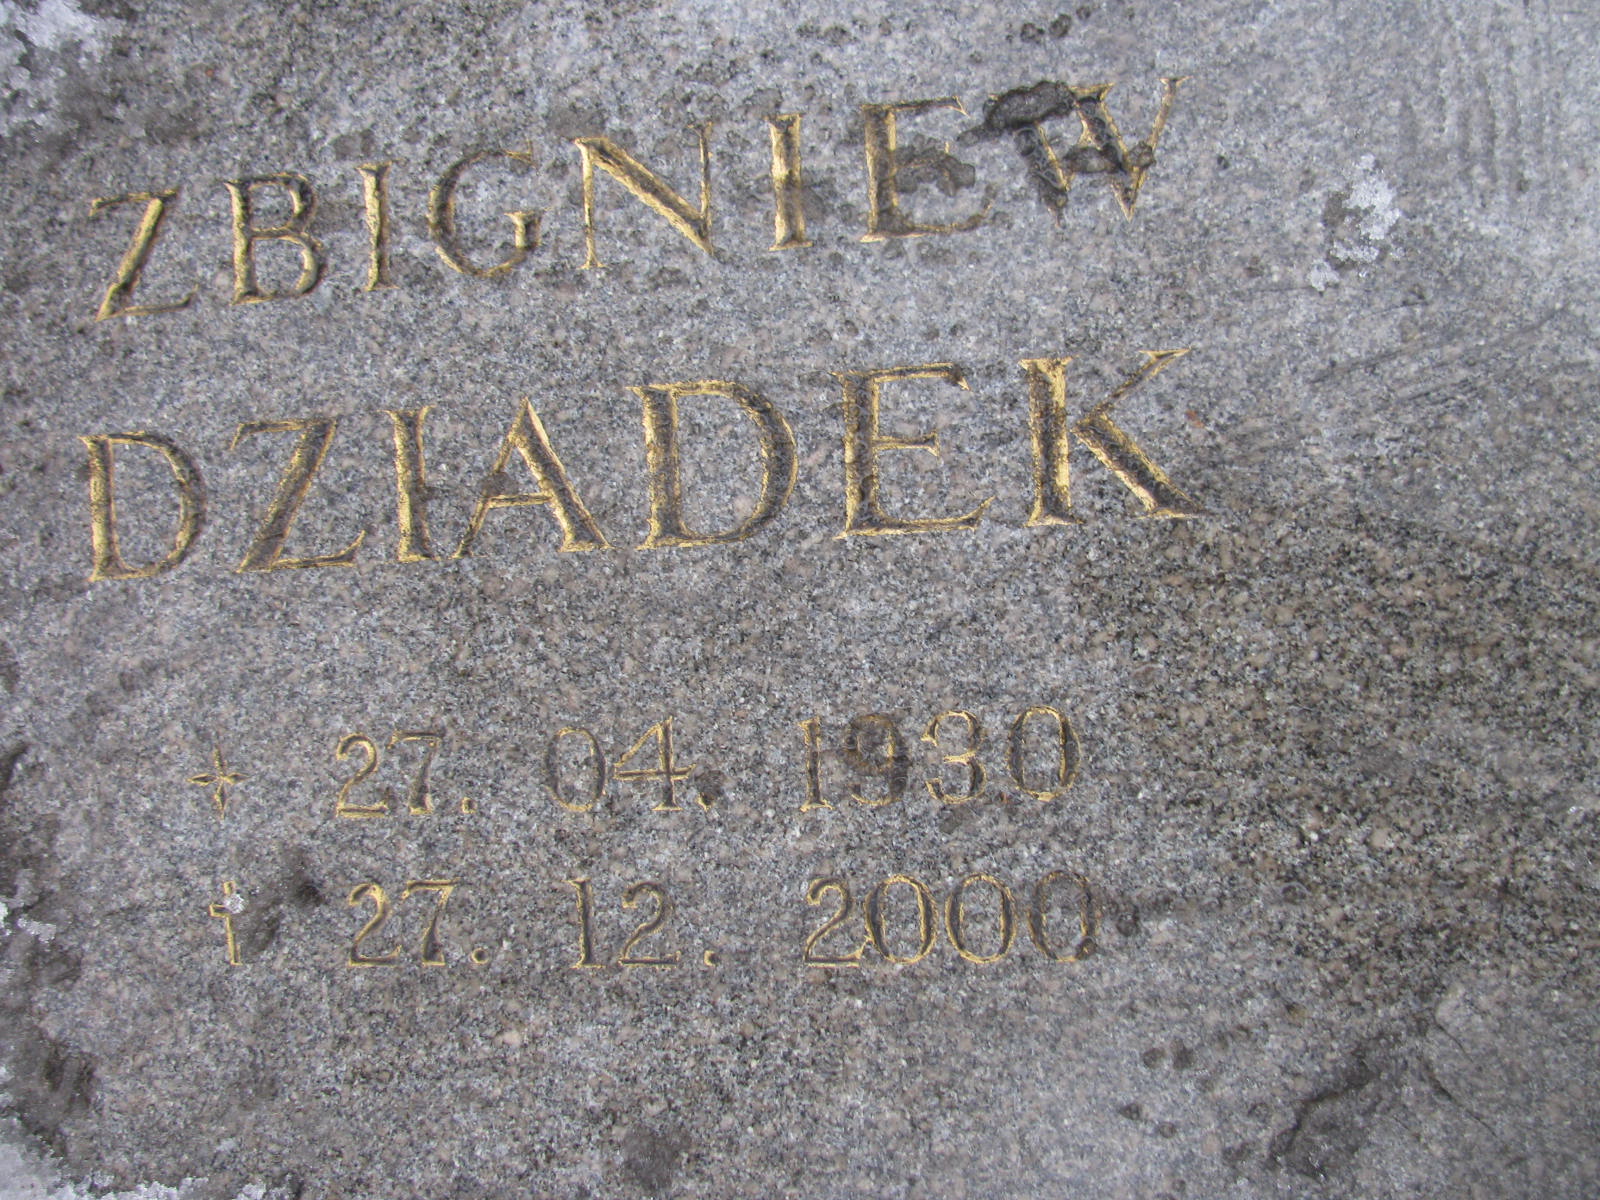 ZBIGNIEW
DZIADEK
✦ 27. 04. 1930
† 27. 12. 2000